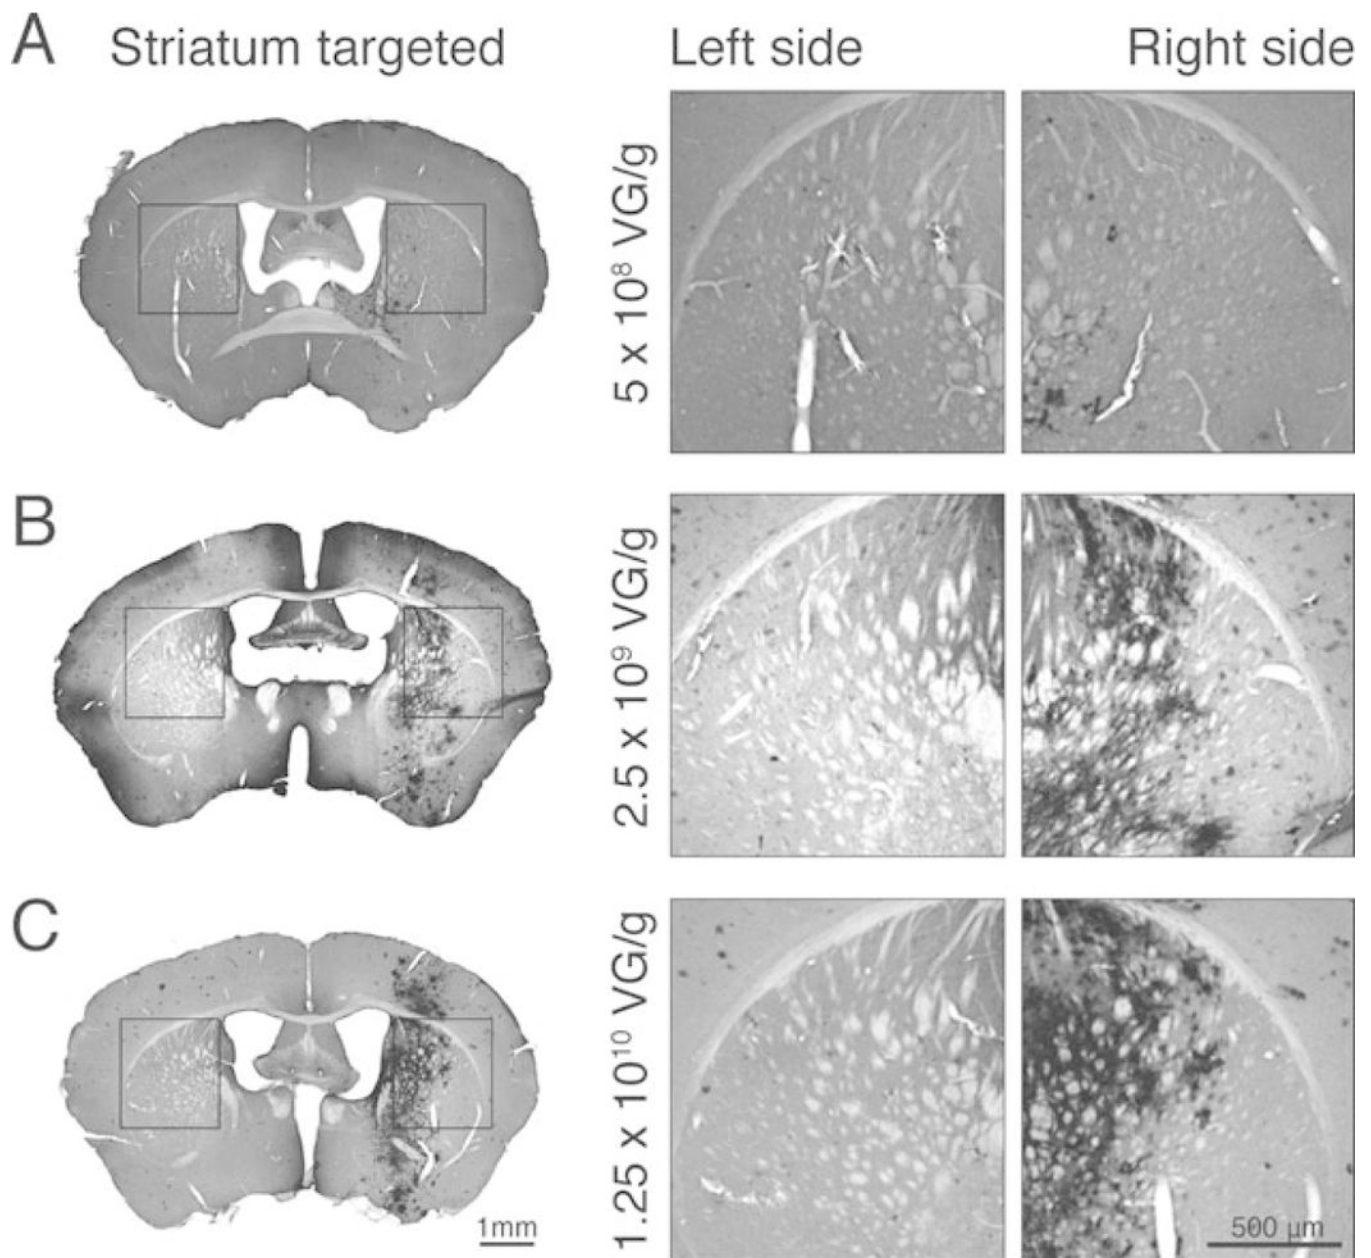 A Striatum targeted Left side Right side
5 x 10⁸ VG/g
B
2.5 x 10⁹ VG/g
C
1.25 x 10¹⁰ VG/g
1mm
500 µm